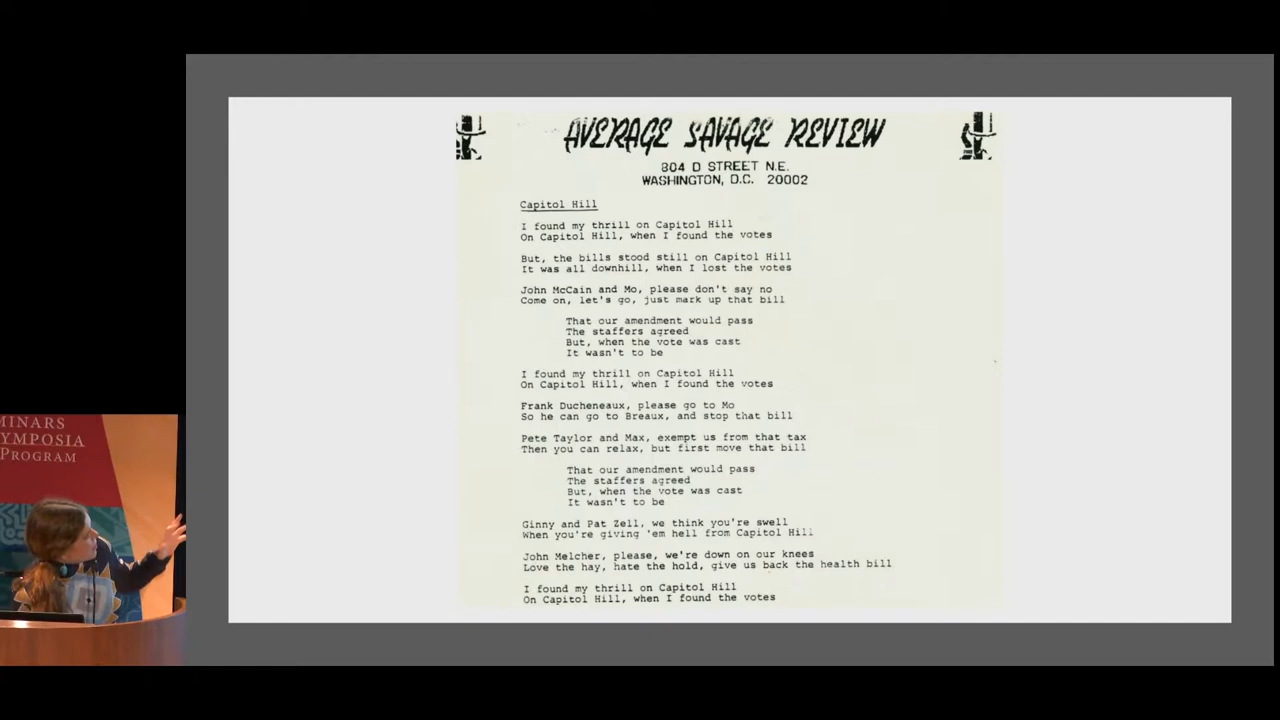 AVERAGE SAVAGE REVIEW
804 D STREET N.E.
WASHINGTON, D.C. 20002
Capitol Hill
I found my thrill on Capitol Hill
On Capitol Hill, when I found the votes
But, the bills stood still on Capitol Hill
It was all downhill, when I lost the votes
John McCain and Mo, please don't say no
Come on, let's go, just mark up that bill
That our amendment would pass
The staffers agreed
But, when the vote was cast
It wasn't to be
I found my thrill on Capitol Hill
On Capitol Hill, when I found the votes
Frank Ducheneaux, please go to Mo
So he can go to Breaux, and stop that bill
Pete Taylor and Max, exempt us from that tax
Then you can relax, but first move that bill
That our amendment would pass
The staffers agreed
But, when the vote was cast
It wasn't to be
Ginny and Pat Zell, we think you're swell
When you're giving 'em hell from Capitol Hill
John Melcher, please, we're down on our knees
Love the hay, hate the hold, give us back the health bill
I found my thrill on Capitol Hill
On Capitol Hill, when I found the votes
MINARS
YMPOSIA
PROGRAM